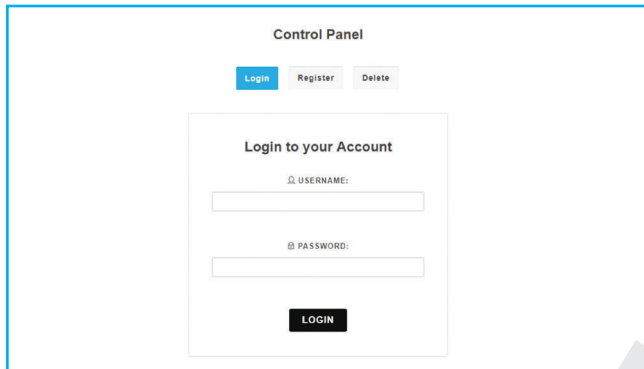 Control Panel
Login Register Delete
Login to your Account
USERNAME:
PASSWORD:
LOGIN